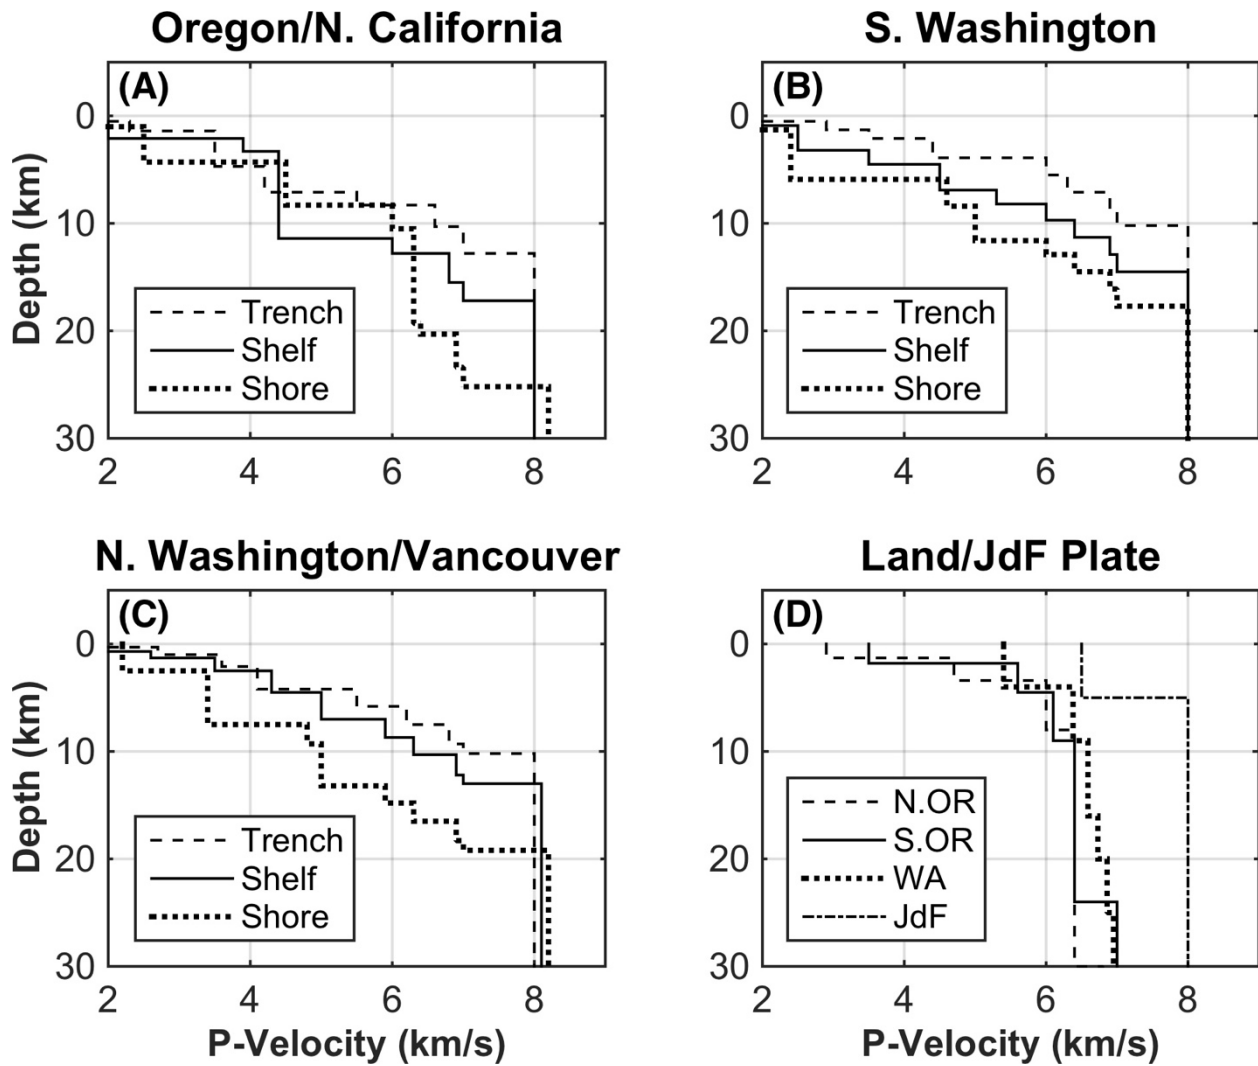 Oregon/N. California
(A)
0
10
20
30
Depth (km)
Trench
Shelf
Shore
2
4
6
8
S. Washington
(B)
0
10
20
30
Trench
Shelf
Shore
2
4
6
8
N. Washington/Vancouver
(C)
0
10
20
30
Depth (km)
Trench
Shelf
Shore
2
4
6
8
P-Velocity (km/s)
Land/JdF Plate
(D)
0
10
20
30
N.OR
S.OR
WA
JdF
2
4
6
8
P-Velocity (km/s)